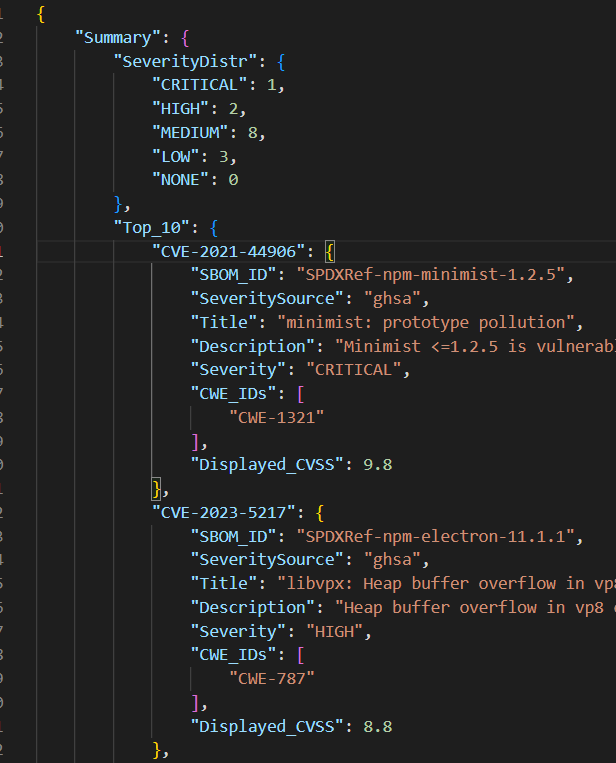 {
"Summary": {
"SeverityDistr": {
"CRITICAL": 1,
"HIGH": 2,
"MEDIUM": 8,
"LOW": 3,
"NONE": 0
},
"Top_10": {
"CVE-2021-44906": {
"SBOM_ID": "SPDXRef-npm-minimist-1.2.5",
"SeveritySource": "ghsa",
"Title": "minimist: prototype pollution",
"Description": "Minimist <=1.2.5 is vulnerabl
"Severity": "CRITICAL",
"CWE_IDs": [
"CWE-1321"
],
"Displayed_CVSS": 9.8
},
"CVE-2023-5217": {
"SBOM_ID": "SPDXRef-npm-electron-11.1.1",
"SeveritySource": "ghsa",
"Title": "libvpx: Heap buffer overflow in vp8
"Description": "Heap buffer overflow in vp8
"Severity": "HIGH",
"CWE_IDs": [
"CWE-787"
],
"Displayed_CVSS": 8.8
},